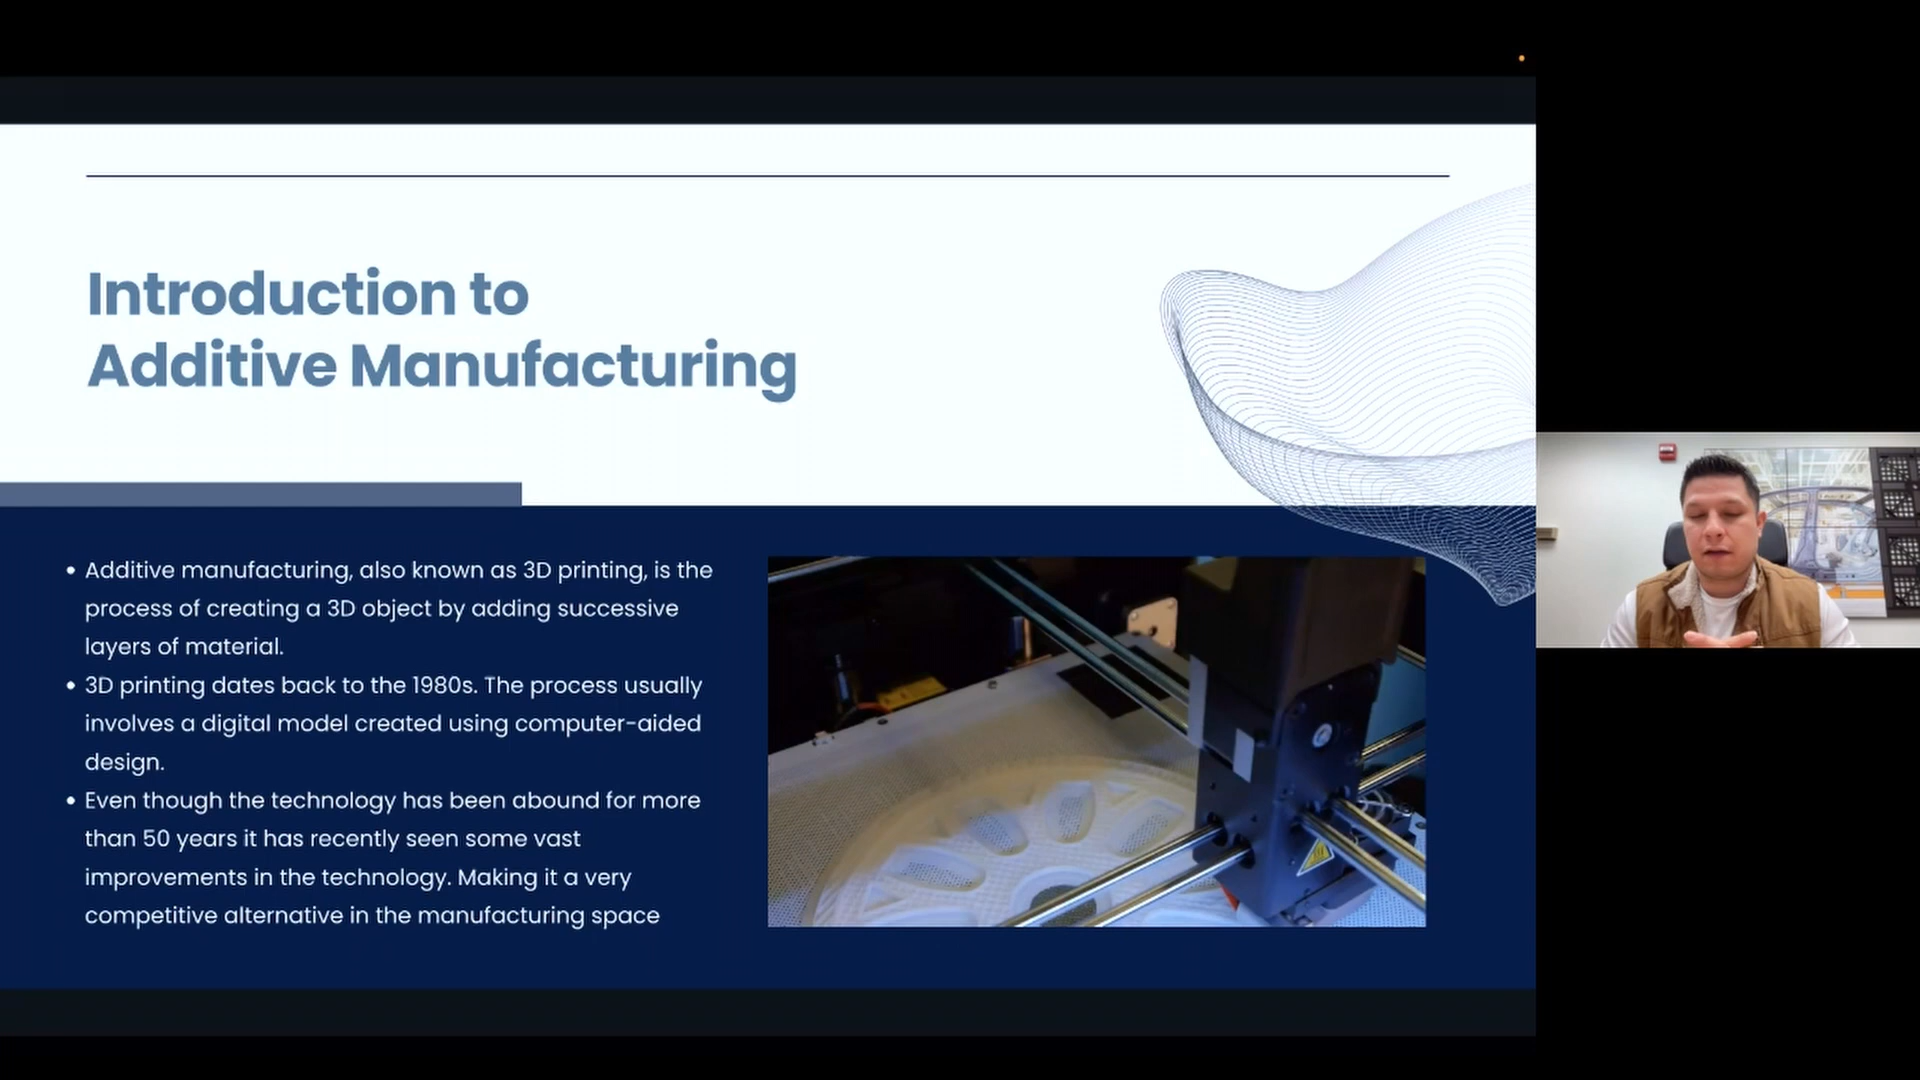 Introduction to
Additive Manufacturing
• Additive manufacturing, also known as 3D printing, is the
process of creating a 3D object by adding successive
layers of material.
• 3D printing dates back to the 1980s. The process usually
involves a digital model created using computer-aided
design.
• Even though the technology has been abound for more
than 50 years it has recently seen some vast
improvements in the technology. Making it a very
competitive alternative in the manufacturing space